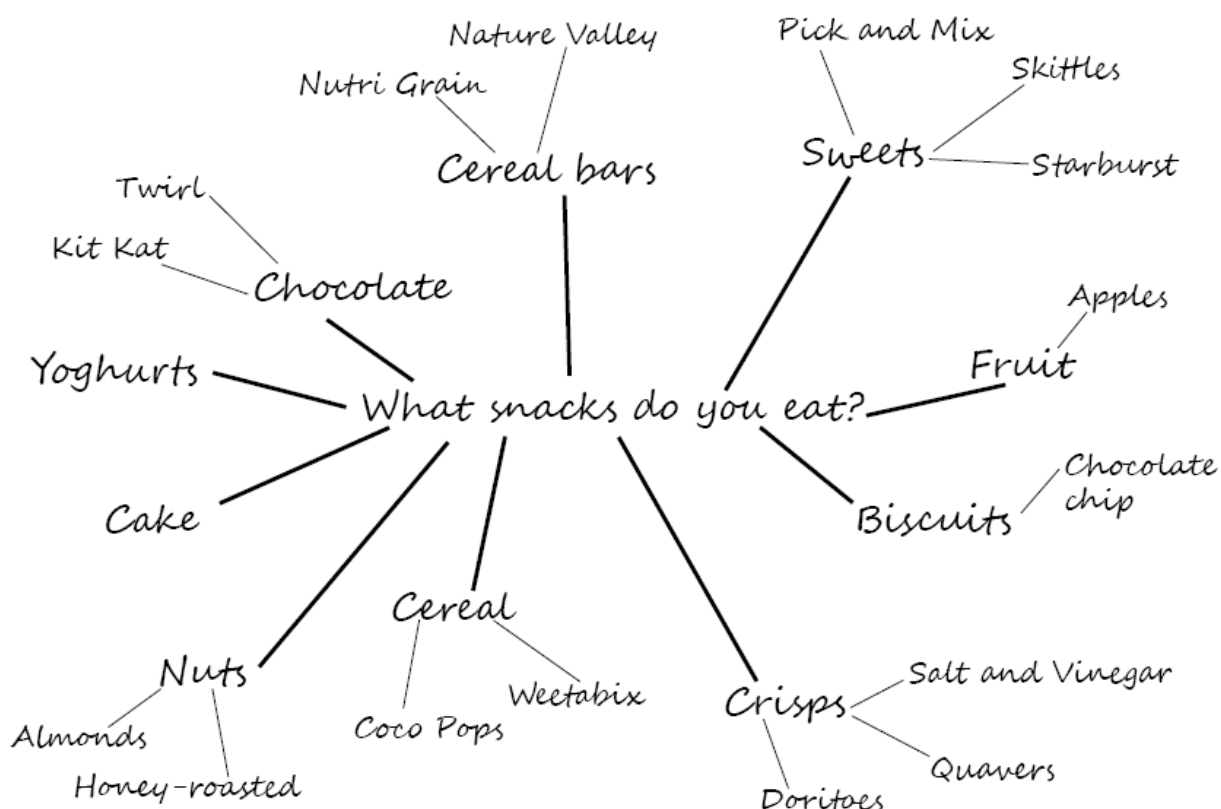 Nature Valley
Pick and Mix
Nutri Grain
Skittles
Cereal bars
Sweets
Starburst
Twirl
Kit Kat
Chocolate
Apples
Yoghurts
Fruit
What snacks do you eat?
Chocolate
chip
Cake
Biscuits
Cereal
Nuts
Salt and Vinegar
Weetabix
Crisps
Almonds
Coco Pops
Quavers
Honey-roasted
Doritoes